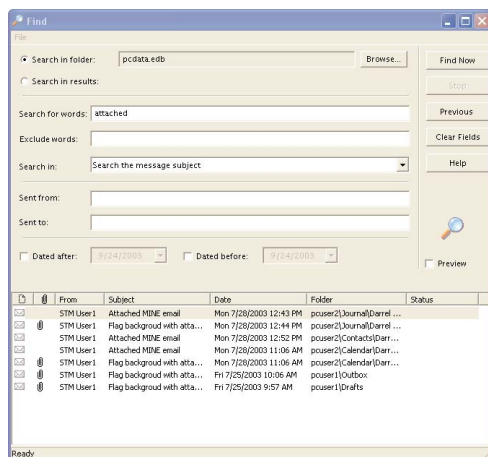 Find
File
Search in folder: pcdata.edb Browse... Find Now
Search in results: Stop
Search for words: attached Previous
Exclude words: Clear Fields
Search in: Search the message subject Help
Sent from:
Sent to:
Dated after: 9/24/2003 Dated before: 9/24/2003 Preview
From Subject Date Folder Status
STM User1 Attached MINE email Mon 7/28/2003 12:43 PM pcuser2\Journal\Darrel ...
STM User1 Flag backgroud with atta... Mon 7/28/2003 12:44 PM pcuser2\Journal\Darrel ...
STM User1 Attached MINE email Mon 7/28/2003 12:52 PM pcuser2\Contacts\Darr...
STM User1 Attached MINE email Mon 7/28/2003 11:06 AM pcuser2\Calendar\Darr...
STM User1 Flag backgroud with atta... Mon 7/28/2003 11:06 AM pcuser2\Calendar\Darr...
STM User1 Flag backgroud with atta... Fri 7/25/2003 10:06 AM pcuser1\Outbox
STM User1 Flag backgroud with atta... Fri 7/25/2003 9:57 AM pcuser1\Drafts
Ready